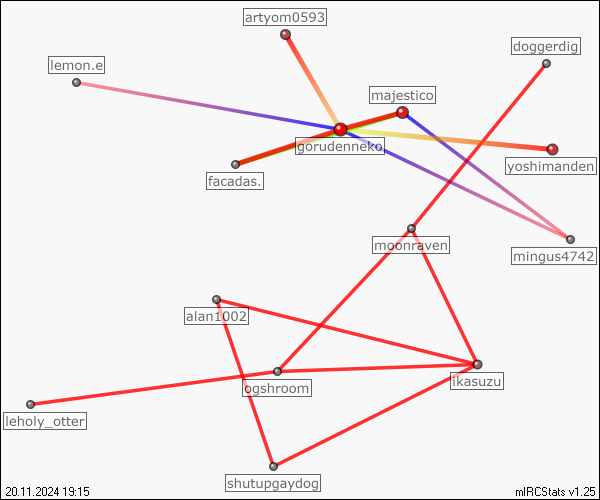 artyom0593
doggerdig
lemon.e
majestico
gorudenneko
yoshimanden
facadas.
moonraven
mingus4742
alan1002
ogshroom
ikasuzu
leholy_otter
shutupgaydog
20.11.2024 19:15
mIRCStats v1.25